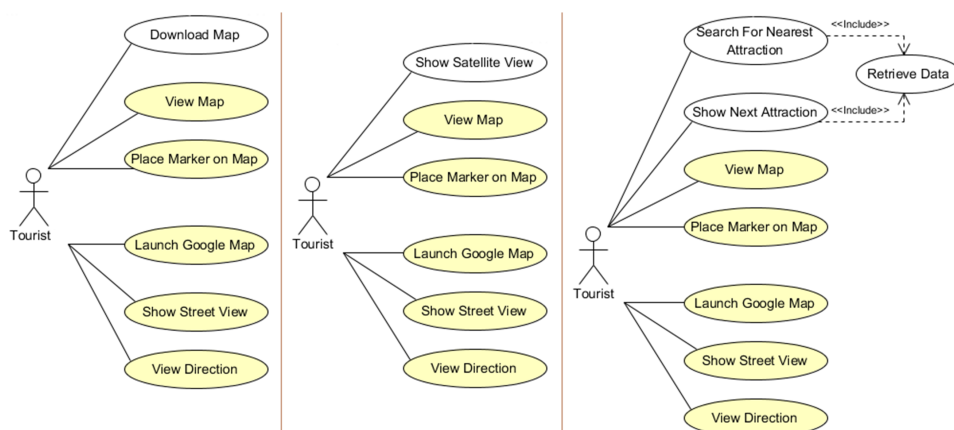 Download Map
View Map
Place Marker on Map
Tourist
Launch Google Map
Show Street View
View Direction
Show Satellite View
View Map
Place Marker on Map
Tourist
Launch Google Map
Show Street View
View Direction
Search For Nearest
Attraction
<<Include>>
Retrieve Data
Show Next Attraction
<<Include>>
View Map
Place Marker on Map
Tourist
Launch Google Map
Show Street View
View Direction